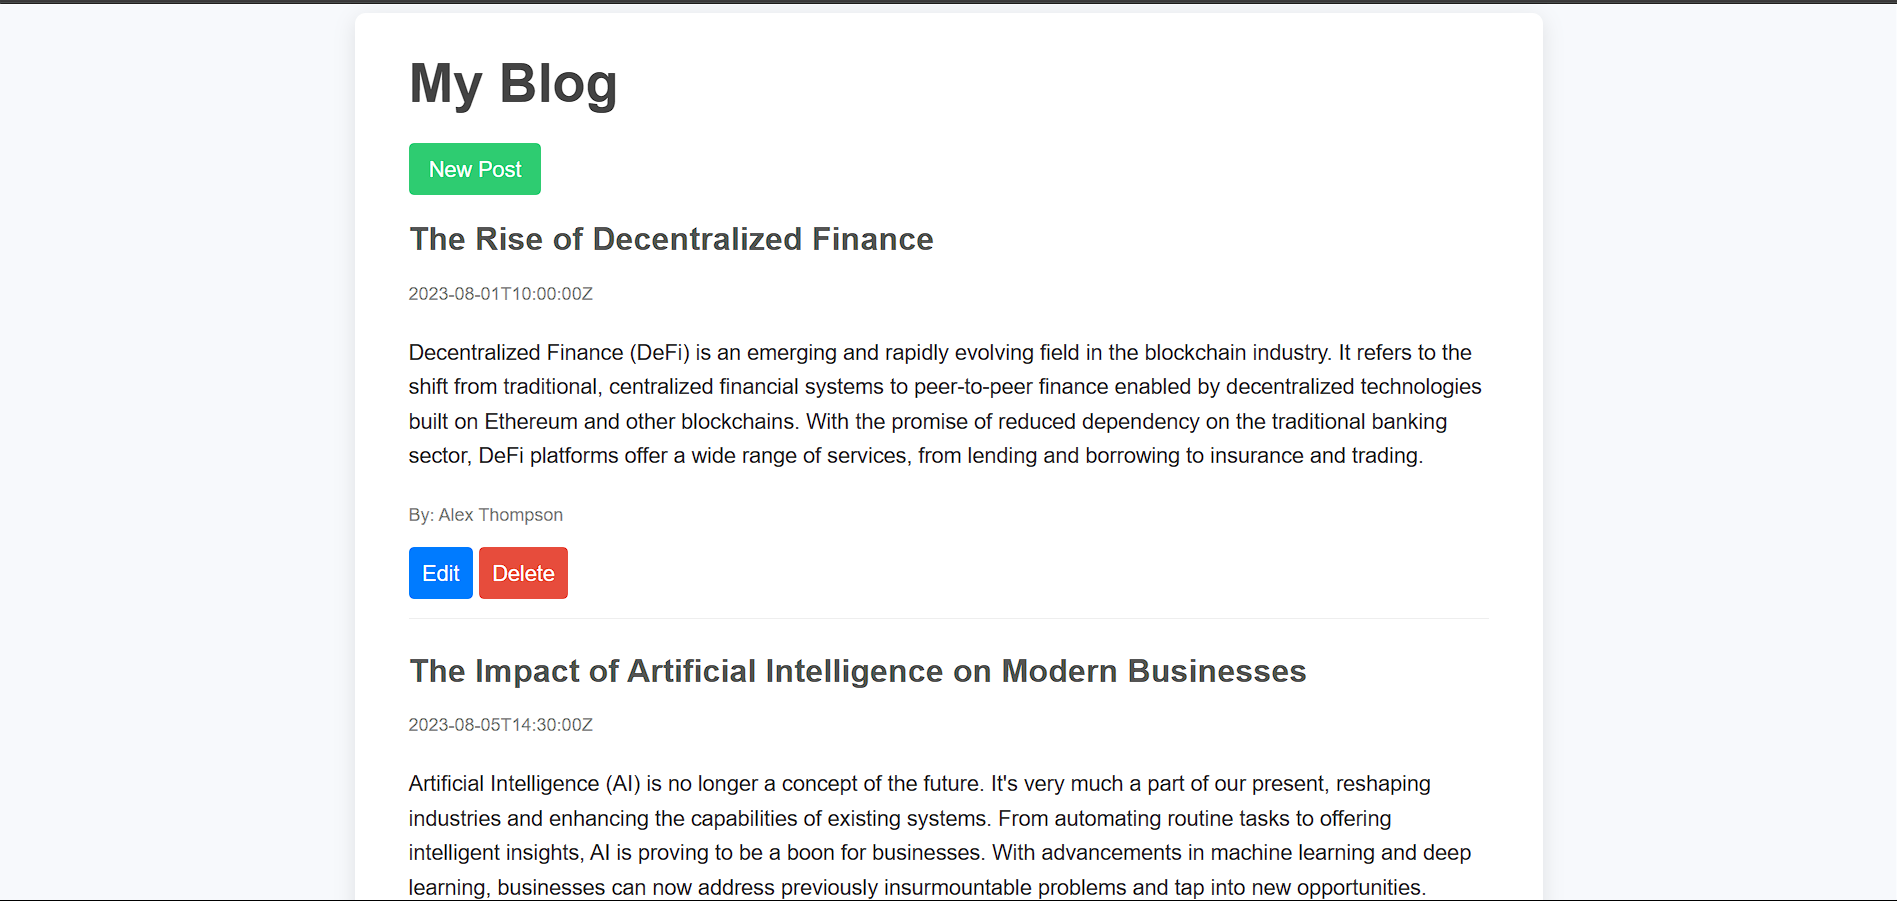 My Blog
New Post
The Rise of Decentralized Finance
2023-08-01T10:00:00Z
Decentralized Finance (DeFi) is an emerging and rapidly evolving field in the blockchain industry. It refers to the
shift from traditional, centralized financial systems to peer-to-peer finance enabled by decentralized technologies
built on Ethereum and other blockchains. With the promise of reduced dependency on the traditional banking
sector, DeFi platforms offer a wide range of services, from lending and borrowing to insurance and trading.
By: Alex Thompson
Edit Delete
The Impact of Artificial Intelligence on Modern Businesses
2023-08-05T14:30:00Z
Artificial Intelligence (AI) is no longer a concept of the future. It's very much a part of our present, reshaping
industries and enhancing the capabilities of existing systems. From automating routine tasks to offering
intelligent insights, AI is proving to be a boon for businesses. With advancements in machine learning and deep
learning, businesses can now address previously insurmountable problems and tap into new opportunities.